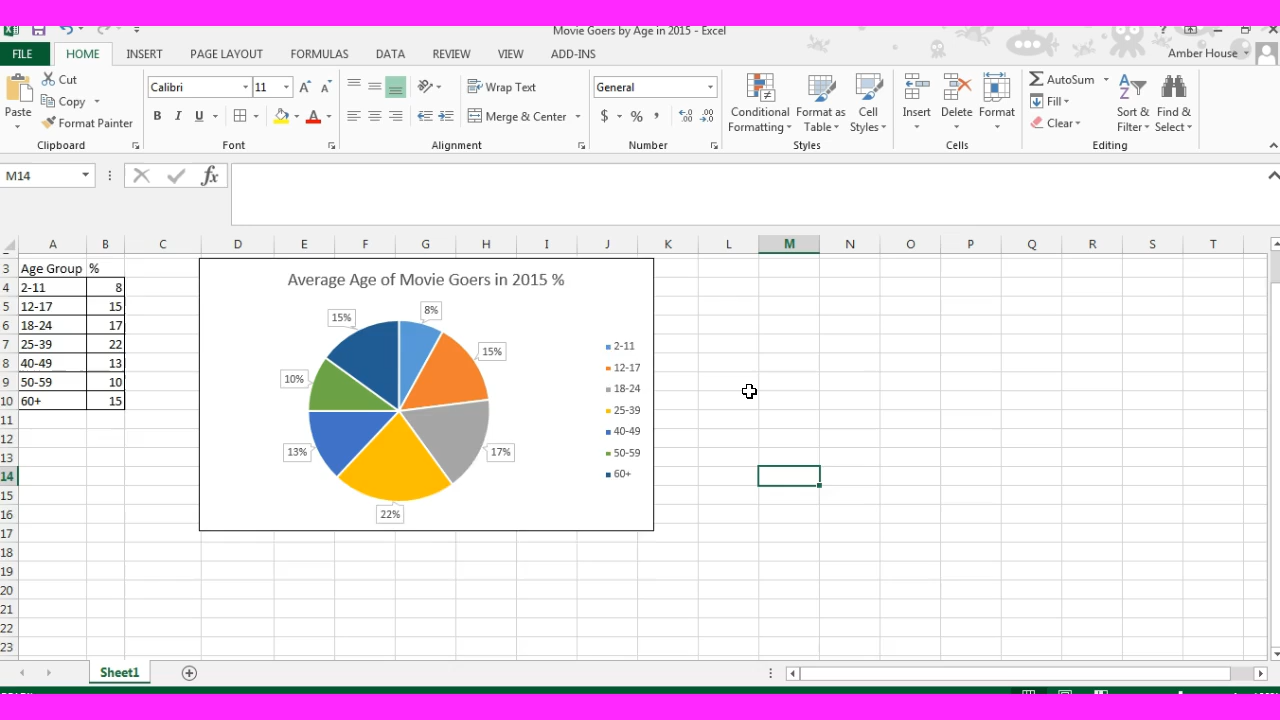 Movie Goers by Age in 2015 - Excel
?
FILE HOME INSERT PAGE LAYOUT FORMULAS DATA REVIEW VIEW ADD-INS Amber House
Cut
Copy
Format Painter
Paste
Clipboard
Calibri 11
B I U
Font
Wrap Text
Merge & Center
Alignment
General
$ % ,
Number
Conditional Formatting
Format as Table
Cell Styles
Styles
Insert Delete Format
Cells
AutoSum
Fill
Clear
Sort & Filter
Find & Select
Editing
M14 fx
A B C D E F G H I J K L M N O P Q R S T
3 Age Group %
4 2-11 8
5 12-17 15
6 18-24 17
7 25-39 22
8 40-49 13
9 50-59 10
10 60+ 15
11
12
13
14
15
16
17
18
19
20
21
22
23
Average Age of Movie Goers in 2015 %
8%
15%
17%
22%
13%
10%
15%
2-11
12-17
18-24
25-39
40-49
50-59
60+
Sheet1